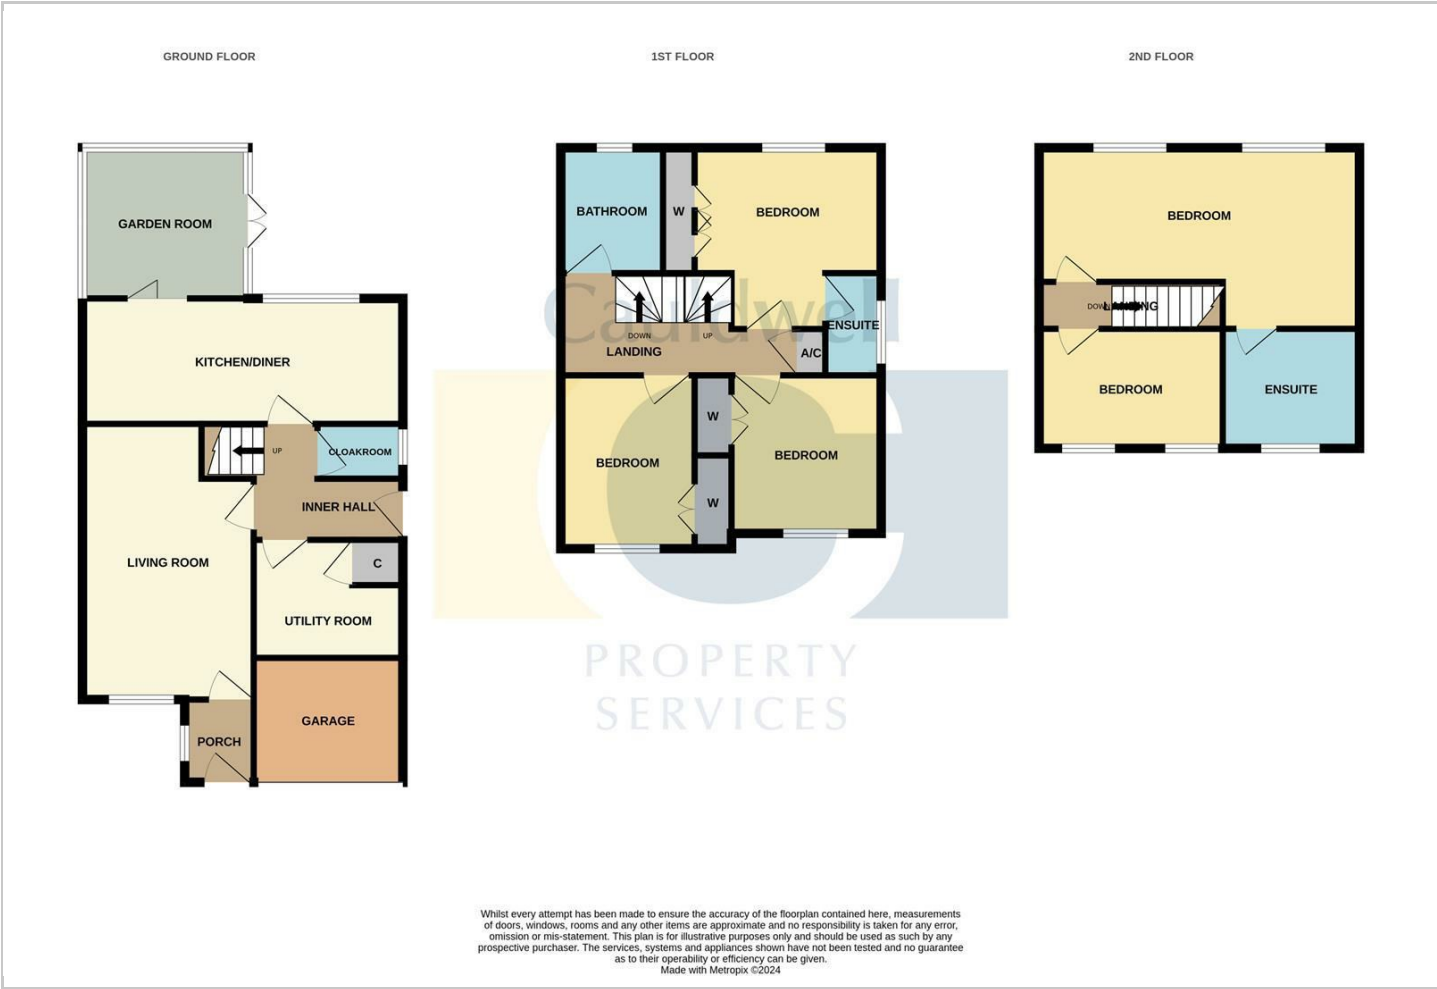 GROUND FLOOR
GARDEN ROOM
KITCHEN/DINER
UP
CLOAKROOM
INNER HALL
LIVING ROOM
C
UTILITY ROOM
GARAGE
PORCH
1ST FLOOR
BATHROOM
W
BEDROOM
ENSUITE
DOWN
UP
LANDING
A/C
W
BEDROOM
BEDROOM
W
2ND FLOOR
BEDROOM
DOWN
LANDING
BEDROOM
ENSUITE
Cauldwell
PROPERTY
SERVICES
Whilst every attempt has been made to ensure the accuracy of the floorplan contained here, measurements
of doors, windows, rooms and any other items are approximate and no responsibility is taken for any error,
omission or mis-statement. This plan is for illustrative purposes only and should be used as such by any
prospective purchaser. The services, systems and appliances shown have not been tested and no guarantee
as to their operability or efficiency can be given.
Made with Metropix ©2024